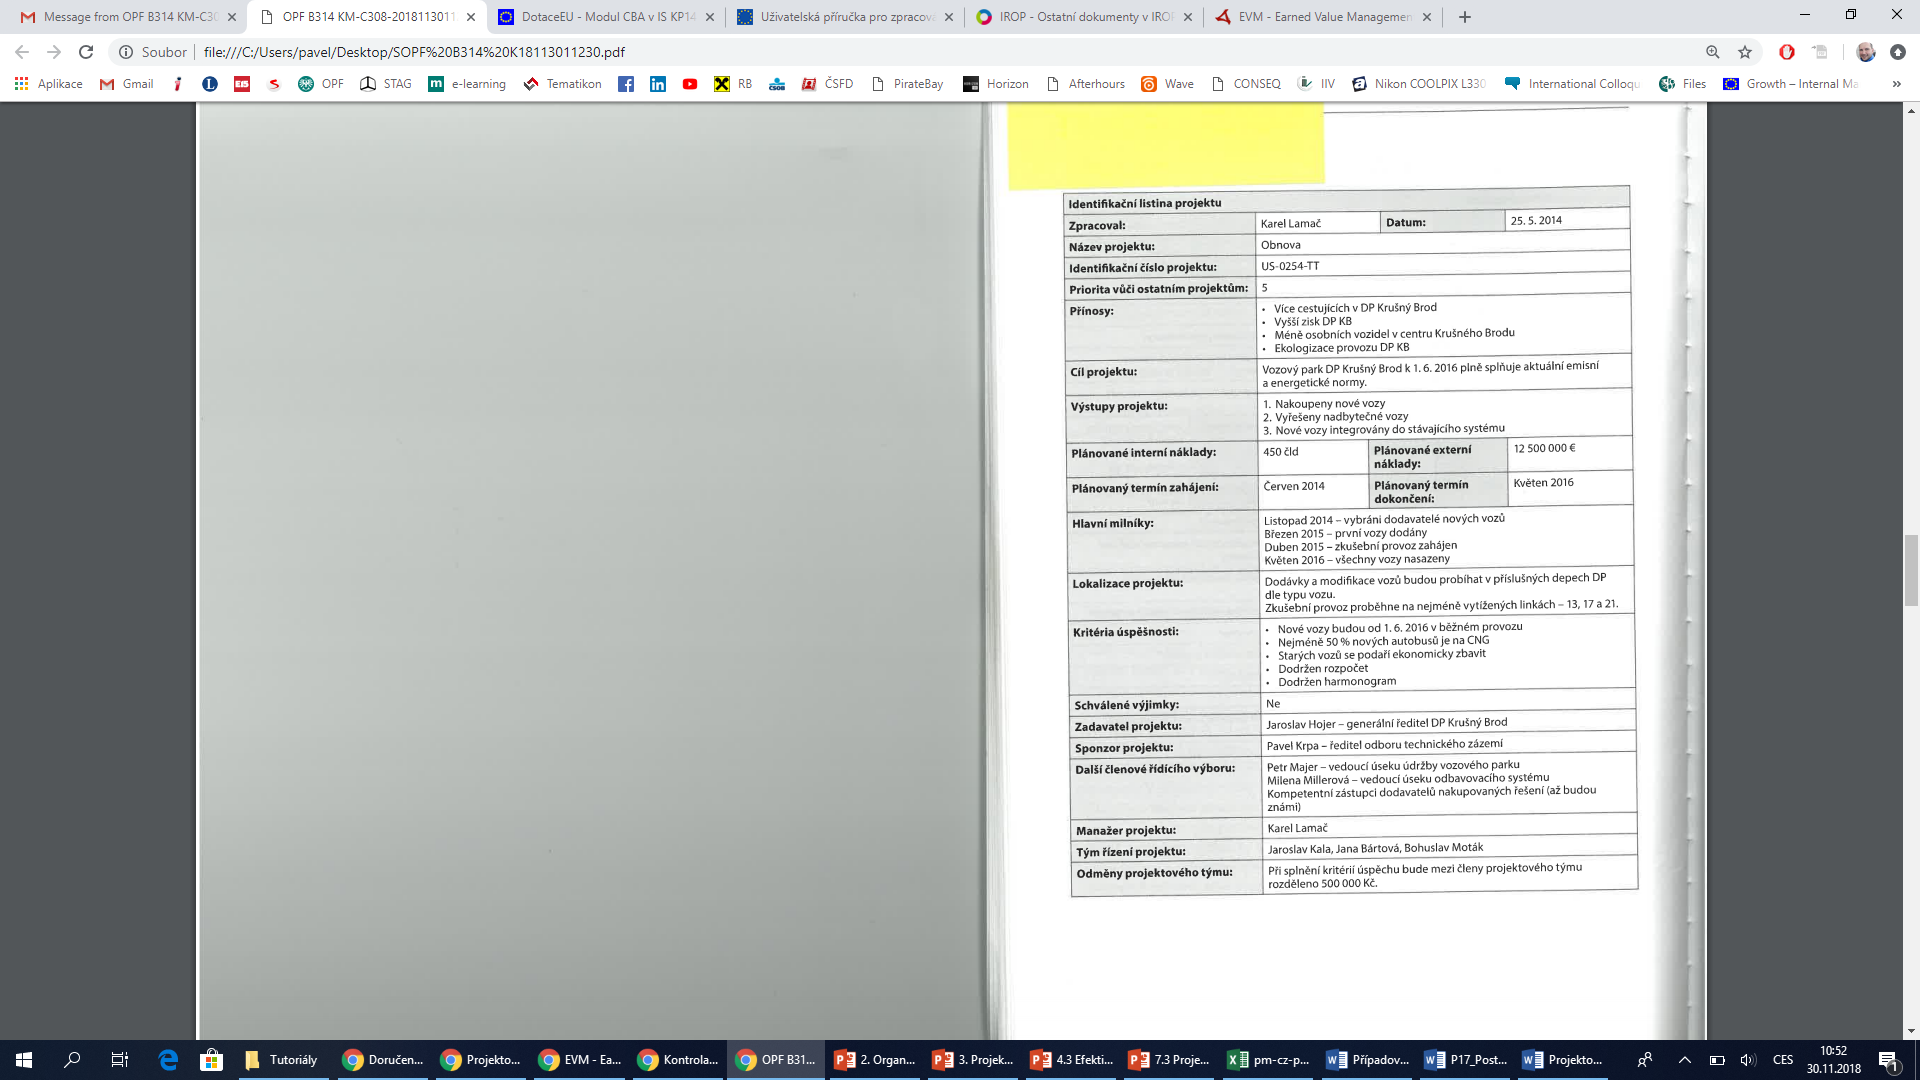 Message from OPF B314 KM-C30
OPF B314 KM-C308-2018113011
DotaceEU - Modul CBA v IS KP14
Uživatelská příručka pro zpracova
IROP - Ostatní dokumenty v IROP
EVM - Earned Value Managemen
Soubor
file:///C:/Users/pavel/Desktop/SOPF%20B314%20K18113011230.pdf
Aplikace
Gmail
EIS
OPF
STAG
e-learning
Tematikon
RB
ČSFD
PirateBay
Horizon
Afterhours
Wave
CONSEQ
IIV
Nikon COOLPIX L330
International Colloqu
Files
Growth – Internal Ma
»
Identifikační listina projektu
Zpracoval: Karel Lamač Datum: 25. 5. 2014
Název projektu: Obnova
Identifikační číslo projektu: US-0254-TT
Priorita vůči ostatním projektům: 5
Přínosy: • Více cestujících v DP Krušný Brod
• Vyšší zisk DP KB
• Méně osobních vozidel v centru Krušného Brodu
• Ekologizace provozu DP KB
Cíl projektu: Vozový park DP Krušný Brod k 1. 6. 2016 plně splňuje aktuální emisní
a energetické normy.
Výstupy projektu: 1. Nakoupeny nové vozy
2. Vyřešeny nadbytečné vozy
3. Nové vozy integrovány do stávajícího systému
Plánované interní náklady: 450 čld Plánované externí
náklady: 12 500 000 €
Plánovaný termín zahájení: Červen 2014 Plánovaný termín
dokončení: Květen 2016
Hlavní milníky: Listopad 2014 – vybráni dodavatelé nových vozů
Březen 2015 – první vozy dodány
Duben 2015 – zkušební provoz zahájen
Květen 2016 – všechny vozy nasazeny
Lokalizace projektu: Dodávky a modifikace vozů budou probíhat v příslušných depech DP
dle typu vozu.
Zkušební provoz proběhne na nejméně vytížených linkách – 13, 17 a 21.
Kritéria úspěšnosti: • Nové vozy budou od 1. 6. 2016 v běžném provozu
• Nejméně 50 % nových autobusů je na CNG
• Starých vozů se podaří ekonomicky zbavit
• Dodržen rozpočet
• Dodržen harmonogram
Schválené výjimky: Ne
Zadavatel projektu: Jaroslav Hojer – generální ředitel DP Krušný Brod
Sponzor projektu: Pavel Krpa – ředitel odboru technického zázemí
Další členové řídícího výboru: Petr Majer – vedoucí úseku údržby vozového parku
Milena Millerová – vedoucí úseku odbavovacího systému
Kompetentní zástupci dodavatelů nakupovaných řešení (až budou
známi)
Manažer projektu: Karel Lamač
Tým řízení projektu: Jaroslav Kala, Jana Bártová, Bohuslav Moták
Odměny projektového týmu: Při splnění kritérií úspěchu bude mezi členy projektového týmu
rozděleno 500 000 Kč.
Tutoriály
Doručen...
Projekto...
EVM - Ea...
Kontrola...
OPF B31...
2. Organ...
3. Projek...
4.3 Efekti...
7.3 Proje...
pm-cz-p...
Případov...
P17_Post...
Projekto...
CES
10:52
30.11.2018
1